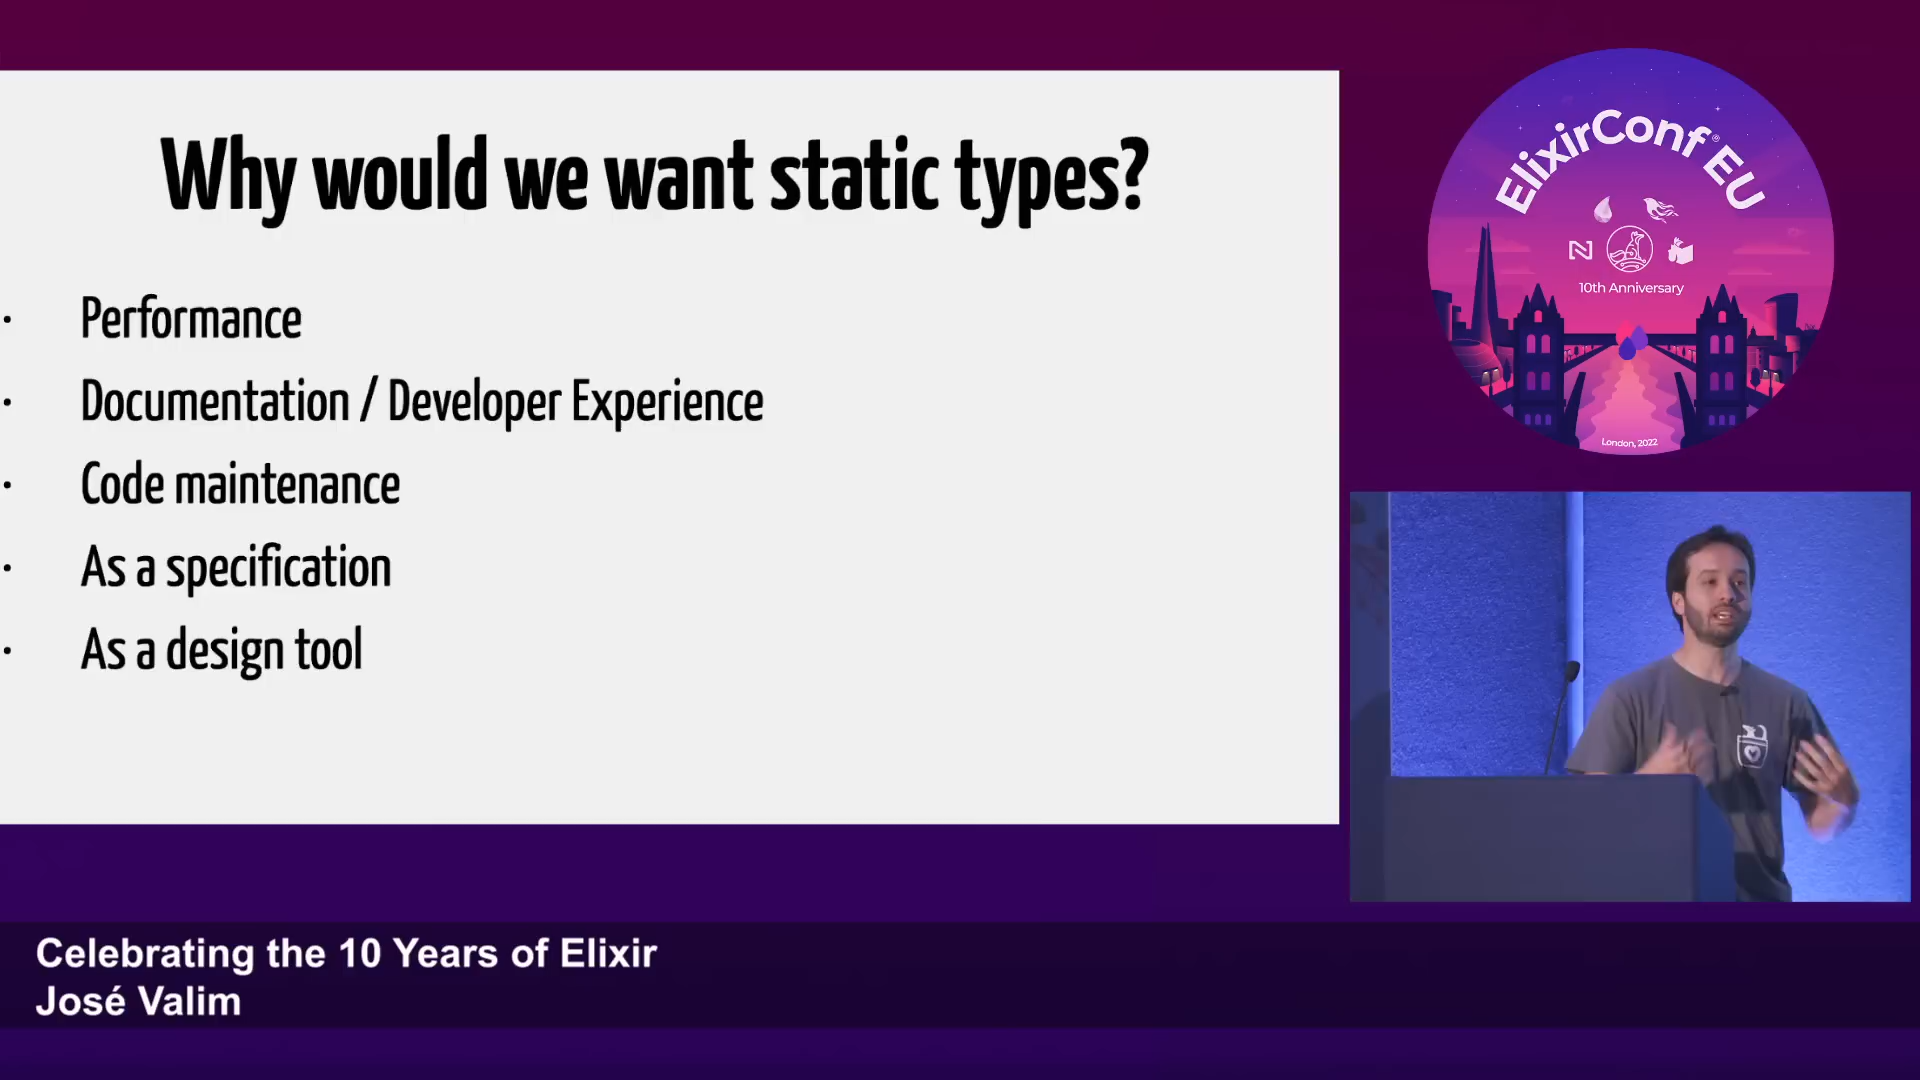 Why would we want static types?
· Performance
· Documentation / Developer Experience
· Code maintenance
· As a specification
· As a design tool
ElixirConf® EU
10th Anniversary
London, 2022
Celebrating the 10 Years of Elixir
José Valim